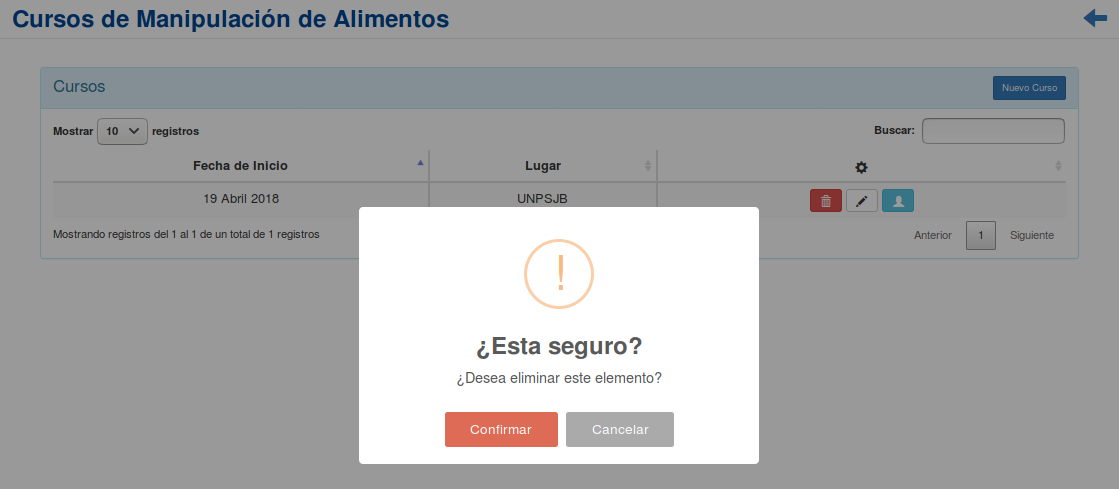 Cursos de Manipulación de Alimentos
Cursos
Nuevo Curso
Mostrar 10 registros
Buscar:
Fecha de Inicio Lugar
19 Abril 2018 UNPSJB
Mostrando registros del 1 al 1 de un total de 1 registros
Anterior 1 Siguiente
!
¿Esta seguro?
¿Desea eliminar este elemento?
Confirmar Cancelar